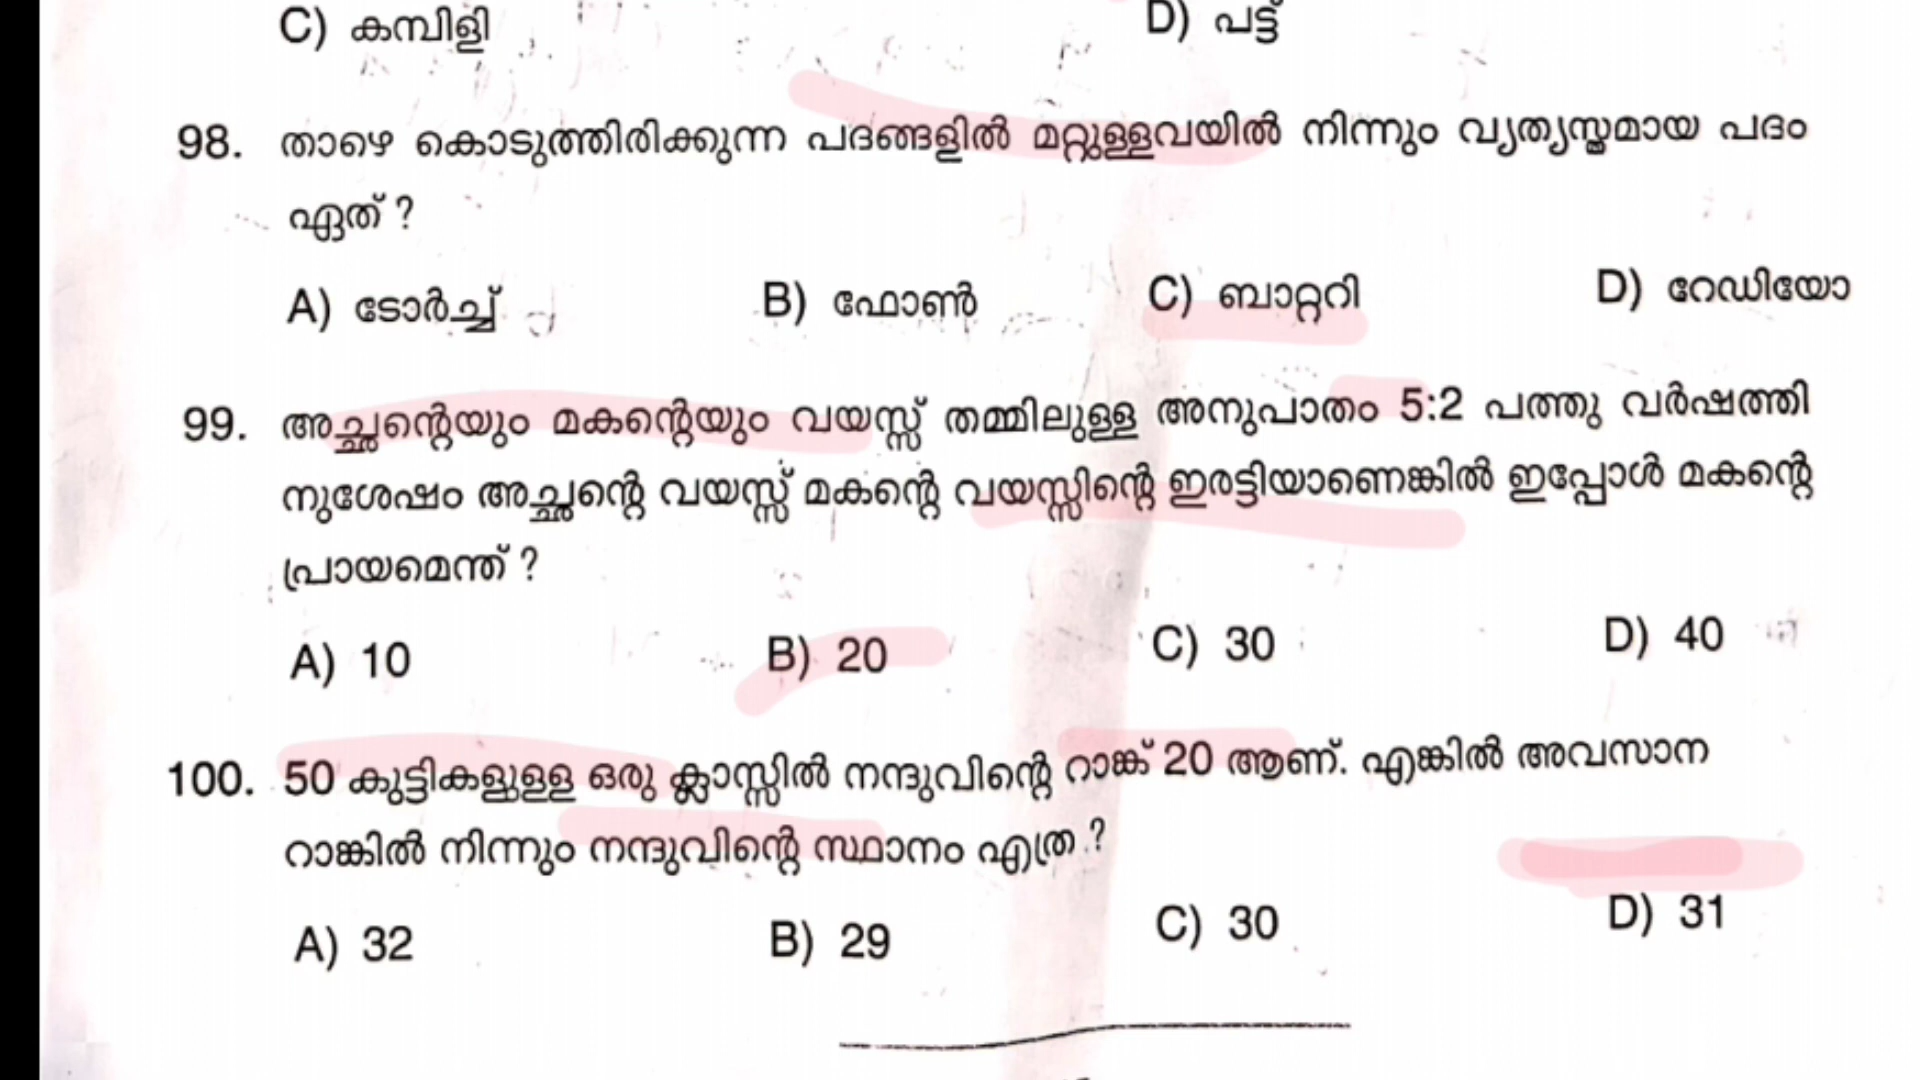 C) കമ്പിളി D) പട്ട്
98. താഴെ കൊടുത്തിരിക്കുന്ന പദങ്ങളിൽ മറ്റുള്ളവയിൽ നിന്നും വ്യത്യസ്തമായ പദം
ഏത് ?
A) ടോർച്ച് B) ഫോൺ C) ബാറ്ററി D) റേഡിയോ
99. അച്ഛന്റെയും മകന്റെയും വയസ്സ് തമ്മിലുള്ള അനുപാതം 5:2 പത്തു വർഷത്തി
നുശേഷം അച്ഛന്റെ വയസ്സ് മകന്റെ വയസ്സിന്റെ ഇരട്ടിയാണെങ്കിൽ ഇപ്പോൾ മകന്റെ
പ്രായമെന്ത് ?
A) 10 B) 20 C) 30 D) 40
100. 50 കുട്ടികളുള്ള ഒരു ക്ലാസ്സിൽ നന്ദുവിന്റെ റാങ്ക് 20 ആണ്. എങ്കിൽ അവസാന
റാങ്കിൽ നിന്നും നന്ദുവിന്റെ സ്ഥാനം എത്ര ?
A) 32 B) 29 C) 30 D) 31